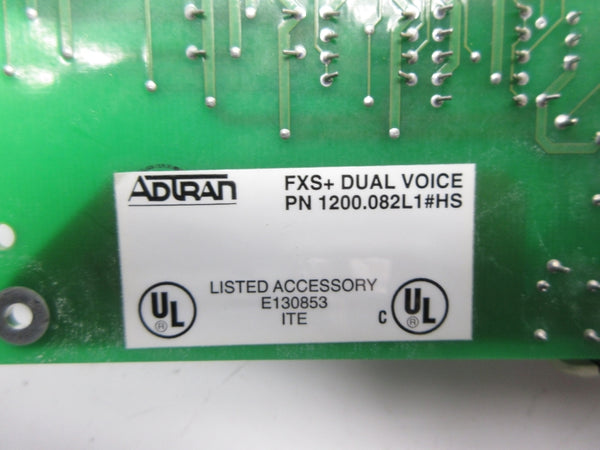 ADTRAN
FXS+ DUAL VOICE
PN 1200.082L1#HS
LISTED ACCESSORY
E130853
ITE
UL
®
C UL
®